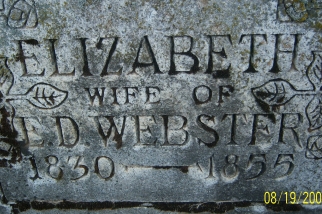 ELIZABETH
WIFE OF
E.D. WEBSTER
1830 — 1855
08/19/200